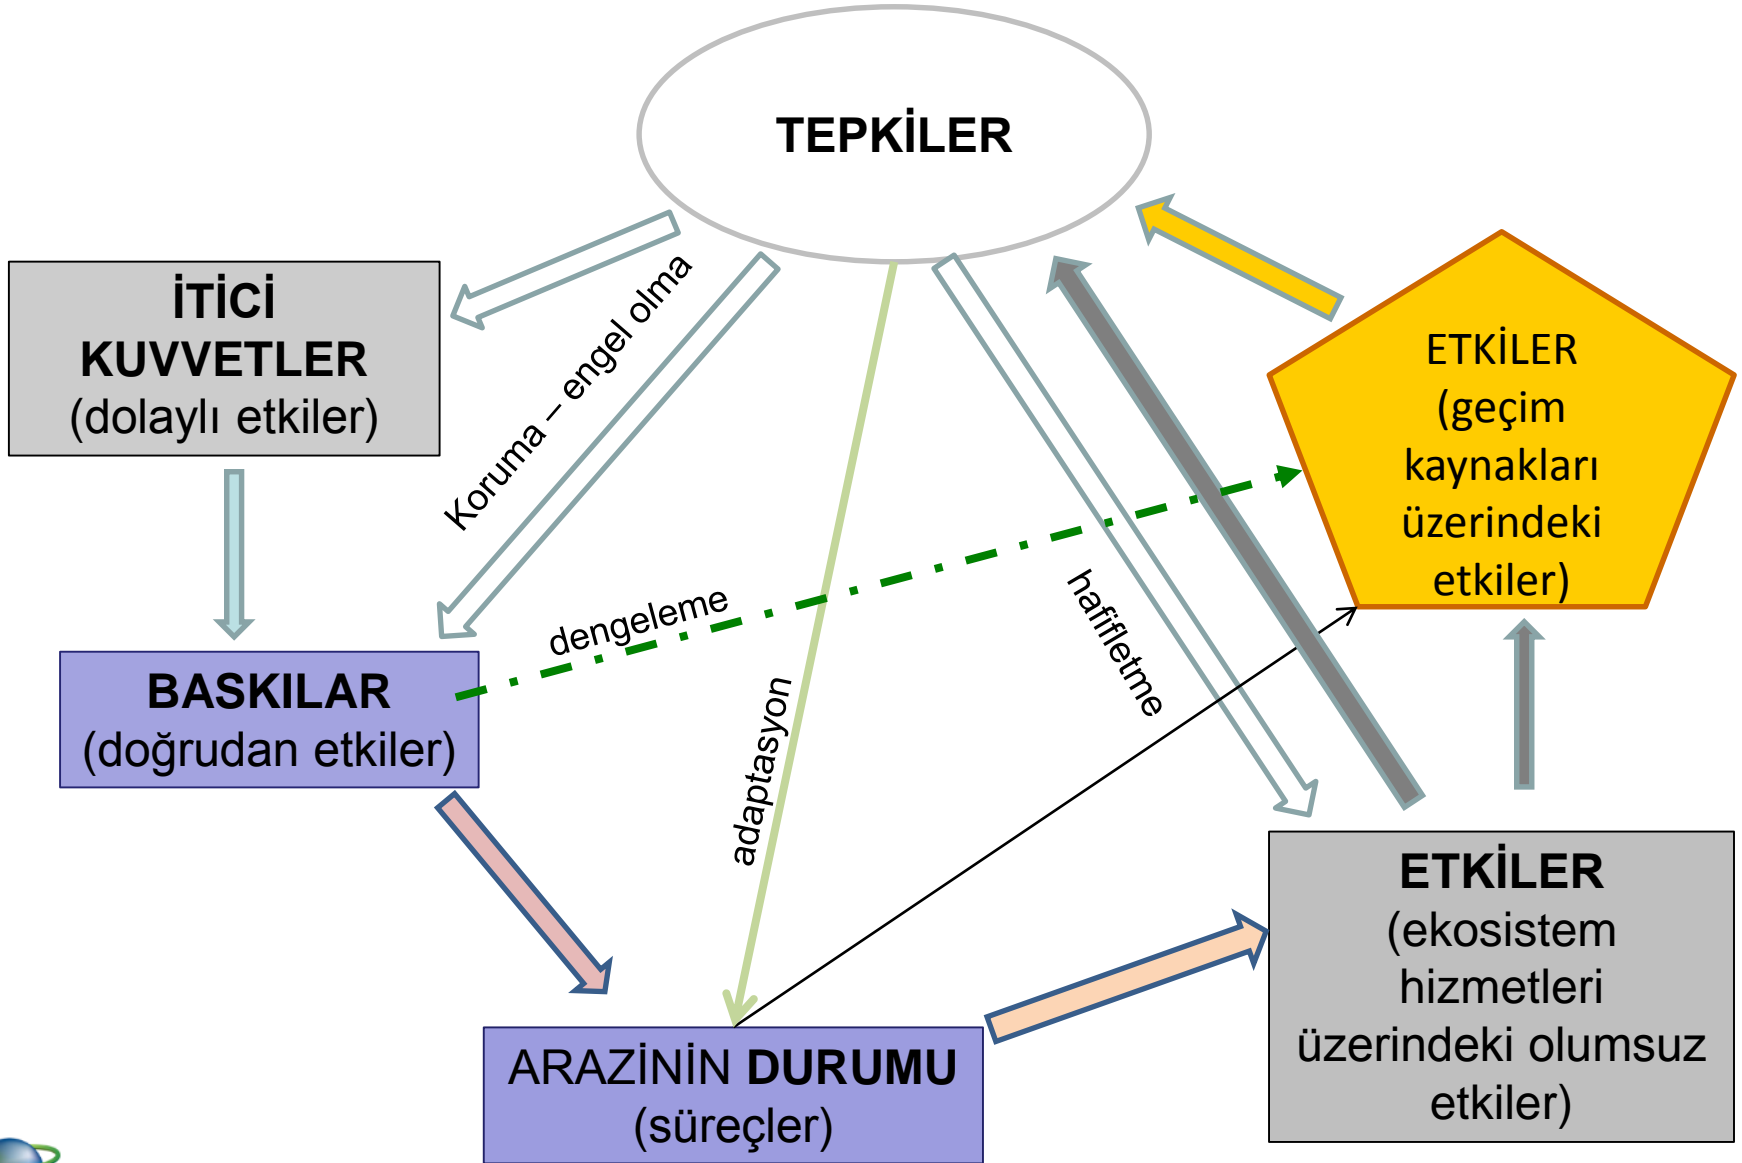 TEPKİLER
İTİCİ
KUVVETLER
(dolaylı etkiler)
Koruma – engel olma
ETKİLER
(geçim
kaynakları
üzerindeki
etkiler)
dengeleme
hafifletme
BASKILAR
(doğrudan etkiler)
adaptasyon
ETKİLER
(ekosistem
hizmetleri
üzerindeki olumsuz
etkiler)
ARAZİNİN DURUMU
(süreçler)